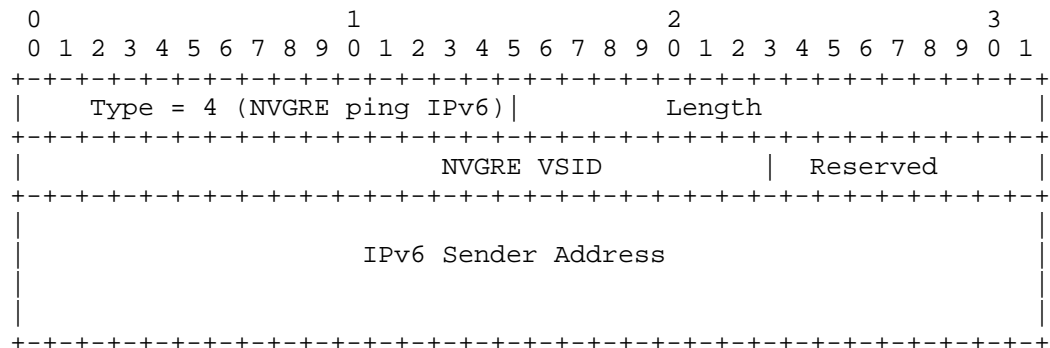 0                   1                   2                   3
 0 1 2 3 4 5 6 7 8 9 0 1 2 3 4 5 6 7 8 9 0 1 2 3 4 5 6 7 8 9 0 1
+-+-+-+-+-+-+-+-+-+-+-+-+-+-+-+-+-+-+-+-+-+-+-+-+-+-+-+-+-+-+-+-+
|    Type = 4 (NVGRE ping IPv6)|         Length                 |
+-+-+-+-+-+-+-+-+-+-+-+-+-+-+-+-+-+-+-+-+-+-+-+-+-+-+-+-+-+-+-+-+
|                          NVGRE VSID          |  Reserved      |
+-+-+-+-+-+-+-+-+-+-+-+-+-+-+-+-+-+-+-+-+-+-+-+-+-+-+-+-+-+-+-+-+
|                                                               |
|                     IPv6 Sender Address                       |
|                                                               |
|                                                               |
+-+-+-+-+-+-+-+-+-+-+-+-+-+-+-+-+-+-+-+-+-+-+-+-+-+-+-+-+-+-+-+-+